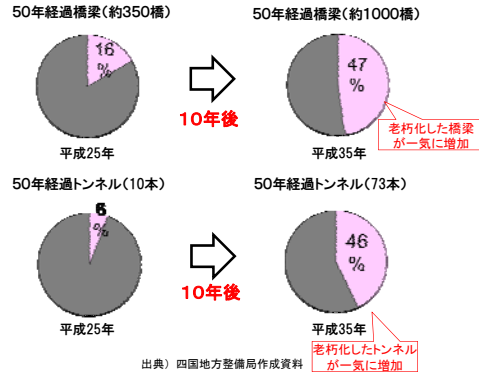 50年経過橋梁(約350橋)
50年経過橋梁(約1000橋)
16
%
47
%
10年後
老朽化した橋梁
が一気に増加
平成25年
平成35年
50年経過トンネル(10本)
50年経過トンネル(73本)
6
%
46
%
10年後
平成25年
平成35年
出典) 四国地方整備局作成資料
老朽化したトンネル
が一気に増加